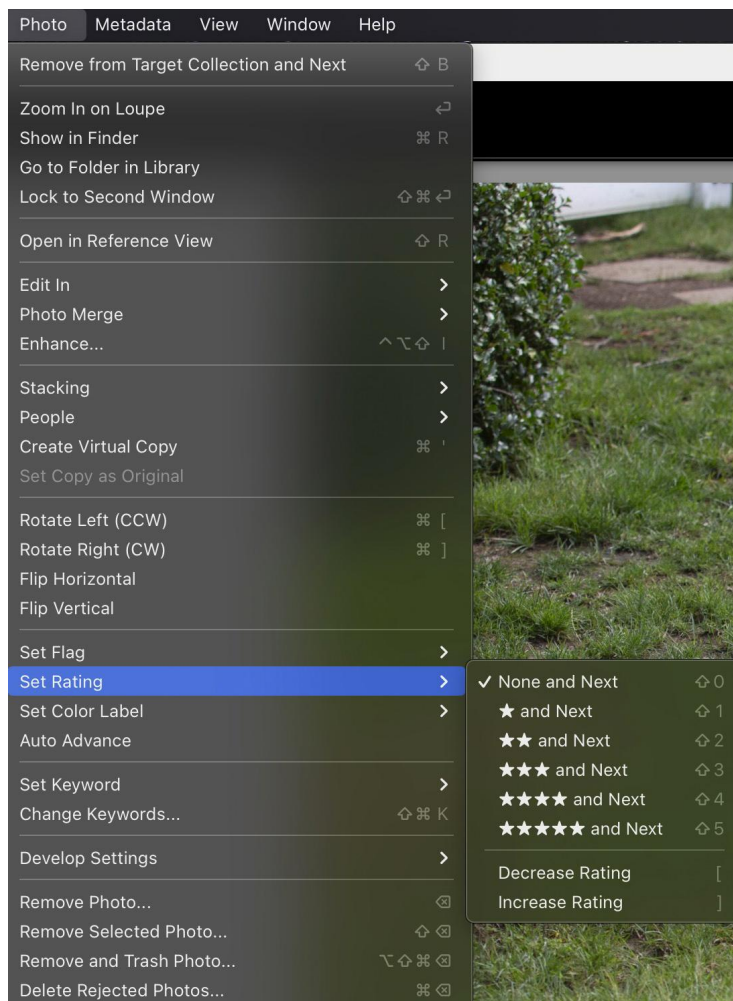 Photo Metadata View Window Help
Remove from Target Collection and Next ⇧ B
Zoom In on Loupe ↩
Show in Finder ⌘ R
Go to Folder in Library
Lock to Second Window ⇧ ⌘ ↩
Open in Reference View ⇧ R
Edit In >
Photo Merge >
Enhance... ^ ⌥ ⇧ I
Stacking >
People >
Create Virtual Copy ⌘ '
Set Copy as Original
Rotate Left (CCW) ⌘ [
Rotate Right (CW) ⌘ ]
Flip Horizontal
Flip Vertical
Set Flag >
Set Rating >
Set Color Label >
Auto Advance
Set Keyword >
Change Keywords... ⇧ ⌘ K
Develop Settings >
Remove Photo... ⌫
Remove Selected Photo... ⇧ ⌫
Remove and Trash Photo... ⌥ ⇧ ⌘ ⌫
Delete Rejected Photos... ⌘ ⌫
✓ None and Next ⇧ 0
★ and Next ⇧ 1
★★ and Next ⇧ 2
★★★ and Next ⇧ 3
★★★★ and Next ⇧ 4
★★★★★ and Next ⇧ 5
Decrease Rating [
Increase Rating ]